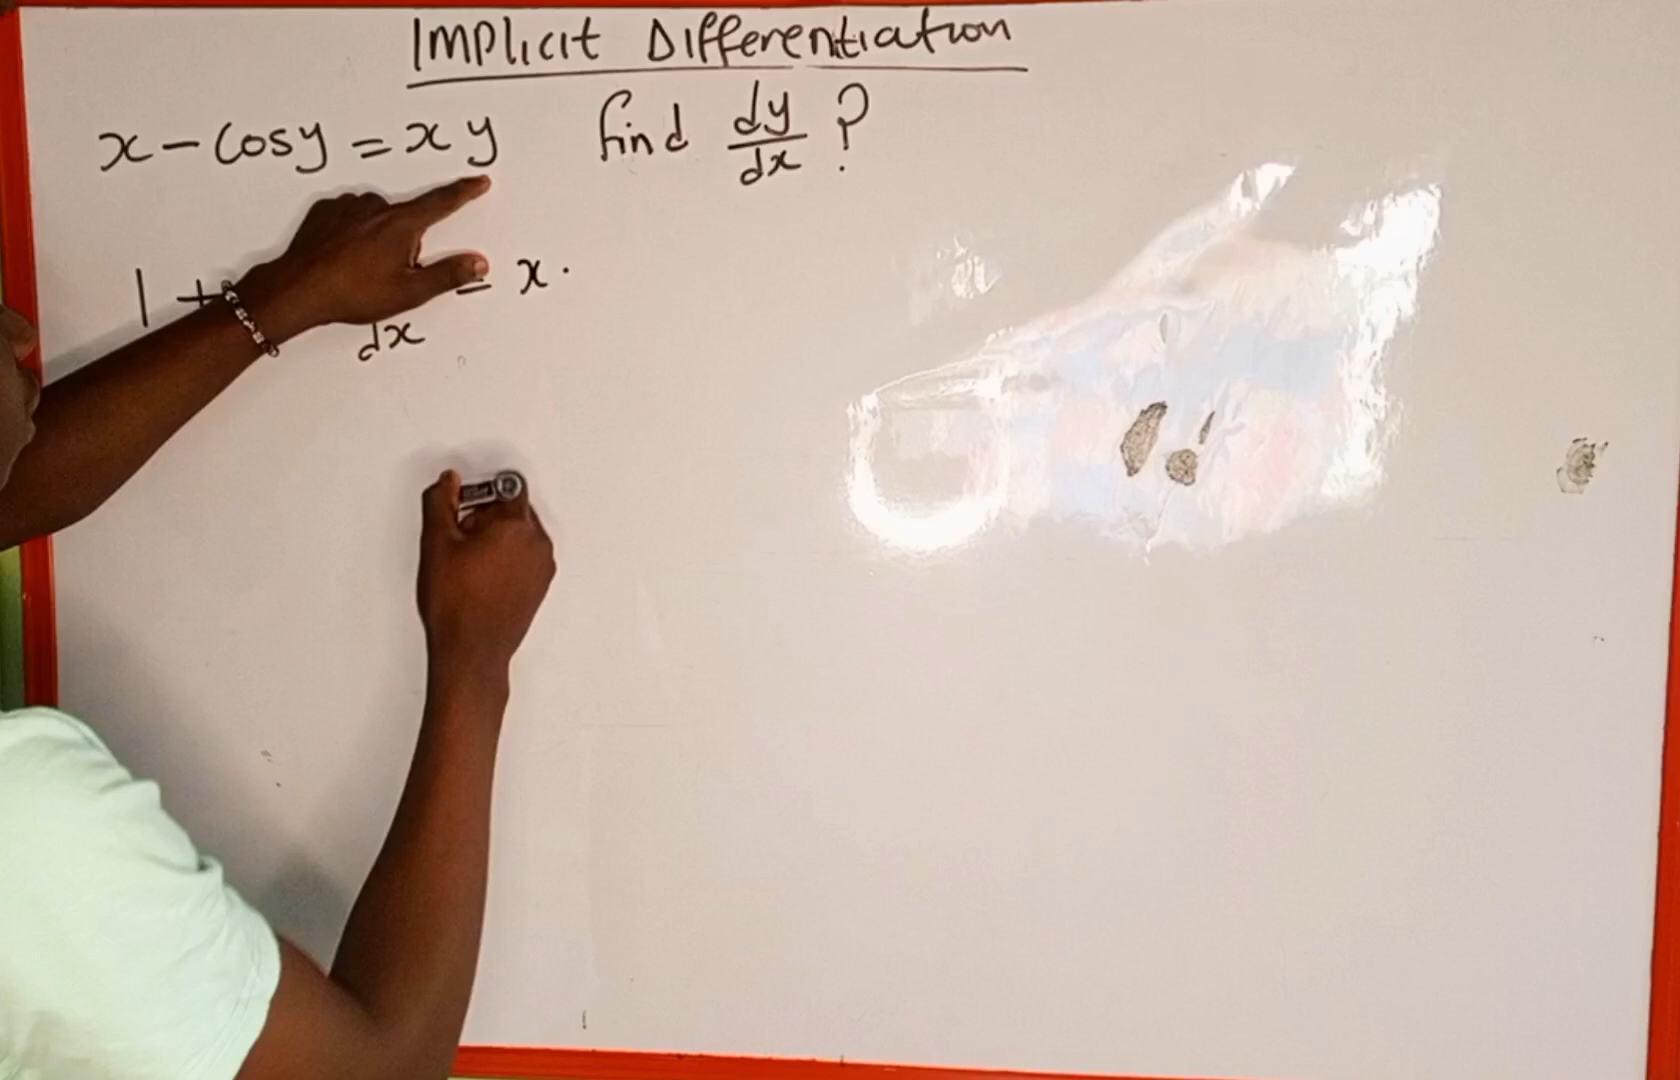 Implicit Differentiation
x - cosy = xy find dy/dx ?
1 + dx = x.